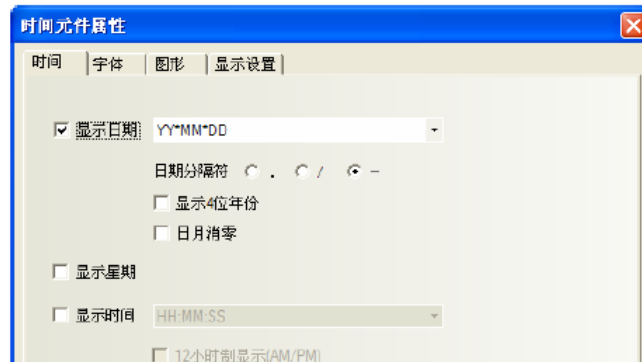 时间元件属性
时间 字体 图形 显示设置
显示日期 YY*MM*DD
日期分隔符 . / -
显示4位年份
日月消零
显示星期
显示时间 HH:MM:SS
12小时制显示(AM/PM)